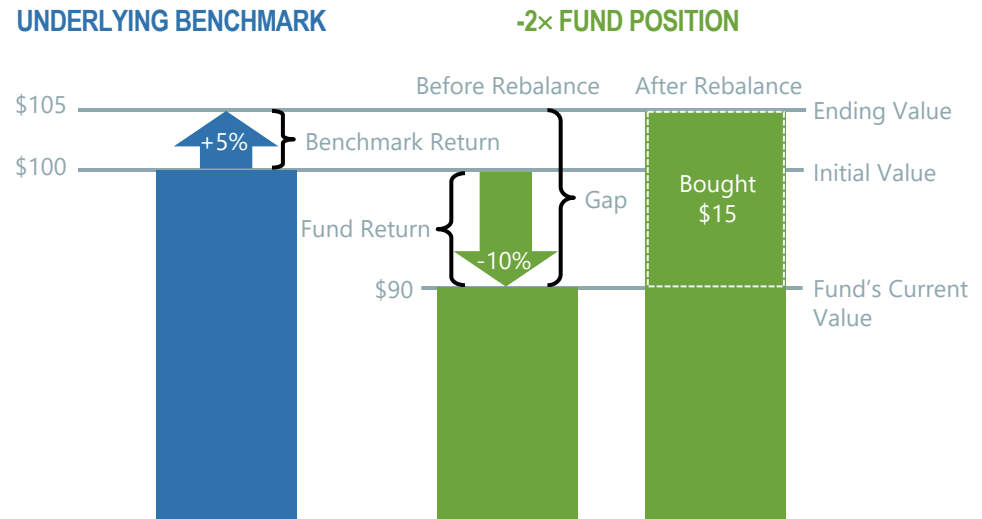 UNDERLYING BENCHMARK
-2× FUND POSITION
Before Rebalance
After Rebalance
$105
Ending Value
+5%
Benchmark Return
$100
Initial Value
Bought
$15
Gap
Fund Return
-10%
$90
Fund's Current
Value